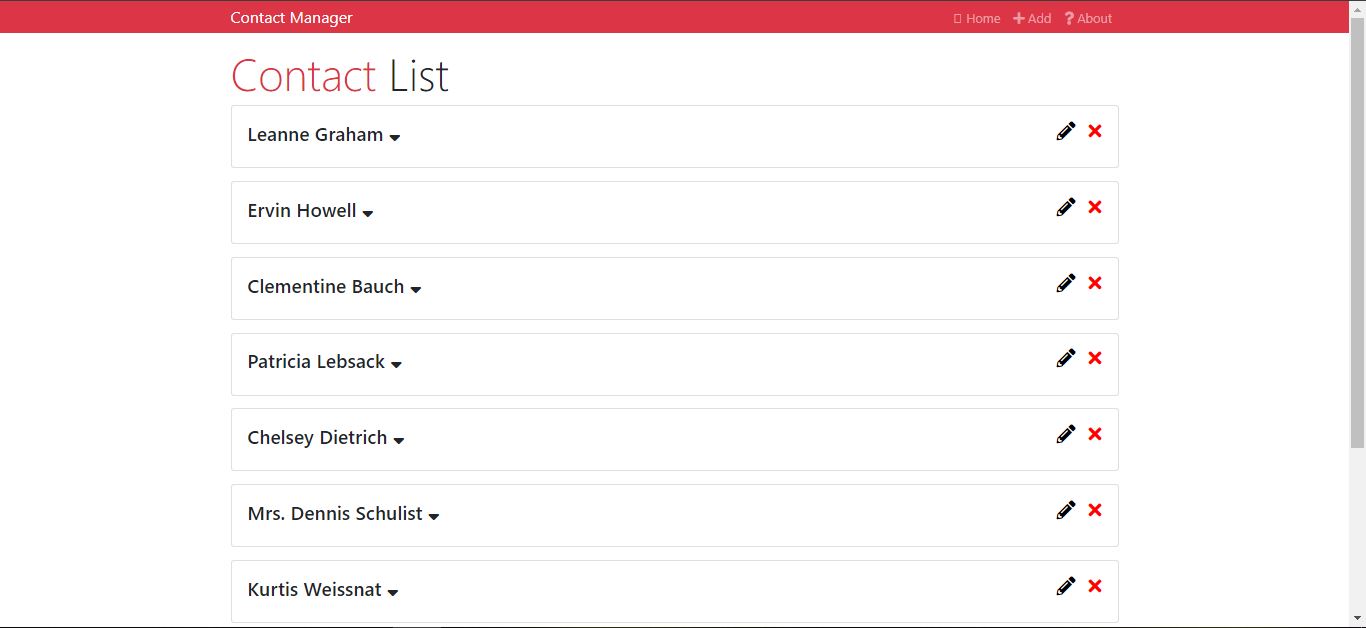 Contact Manager
Home Add ? About
Contact List
Leanne Graham
Ervin Howell
Clementine Bauch
Patricia Lebsack
Chelsey Dietrich
Mrs. Dennis Schulist
Kurtis Weissnat